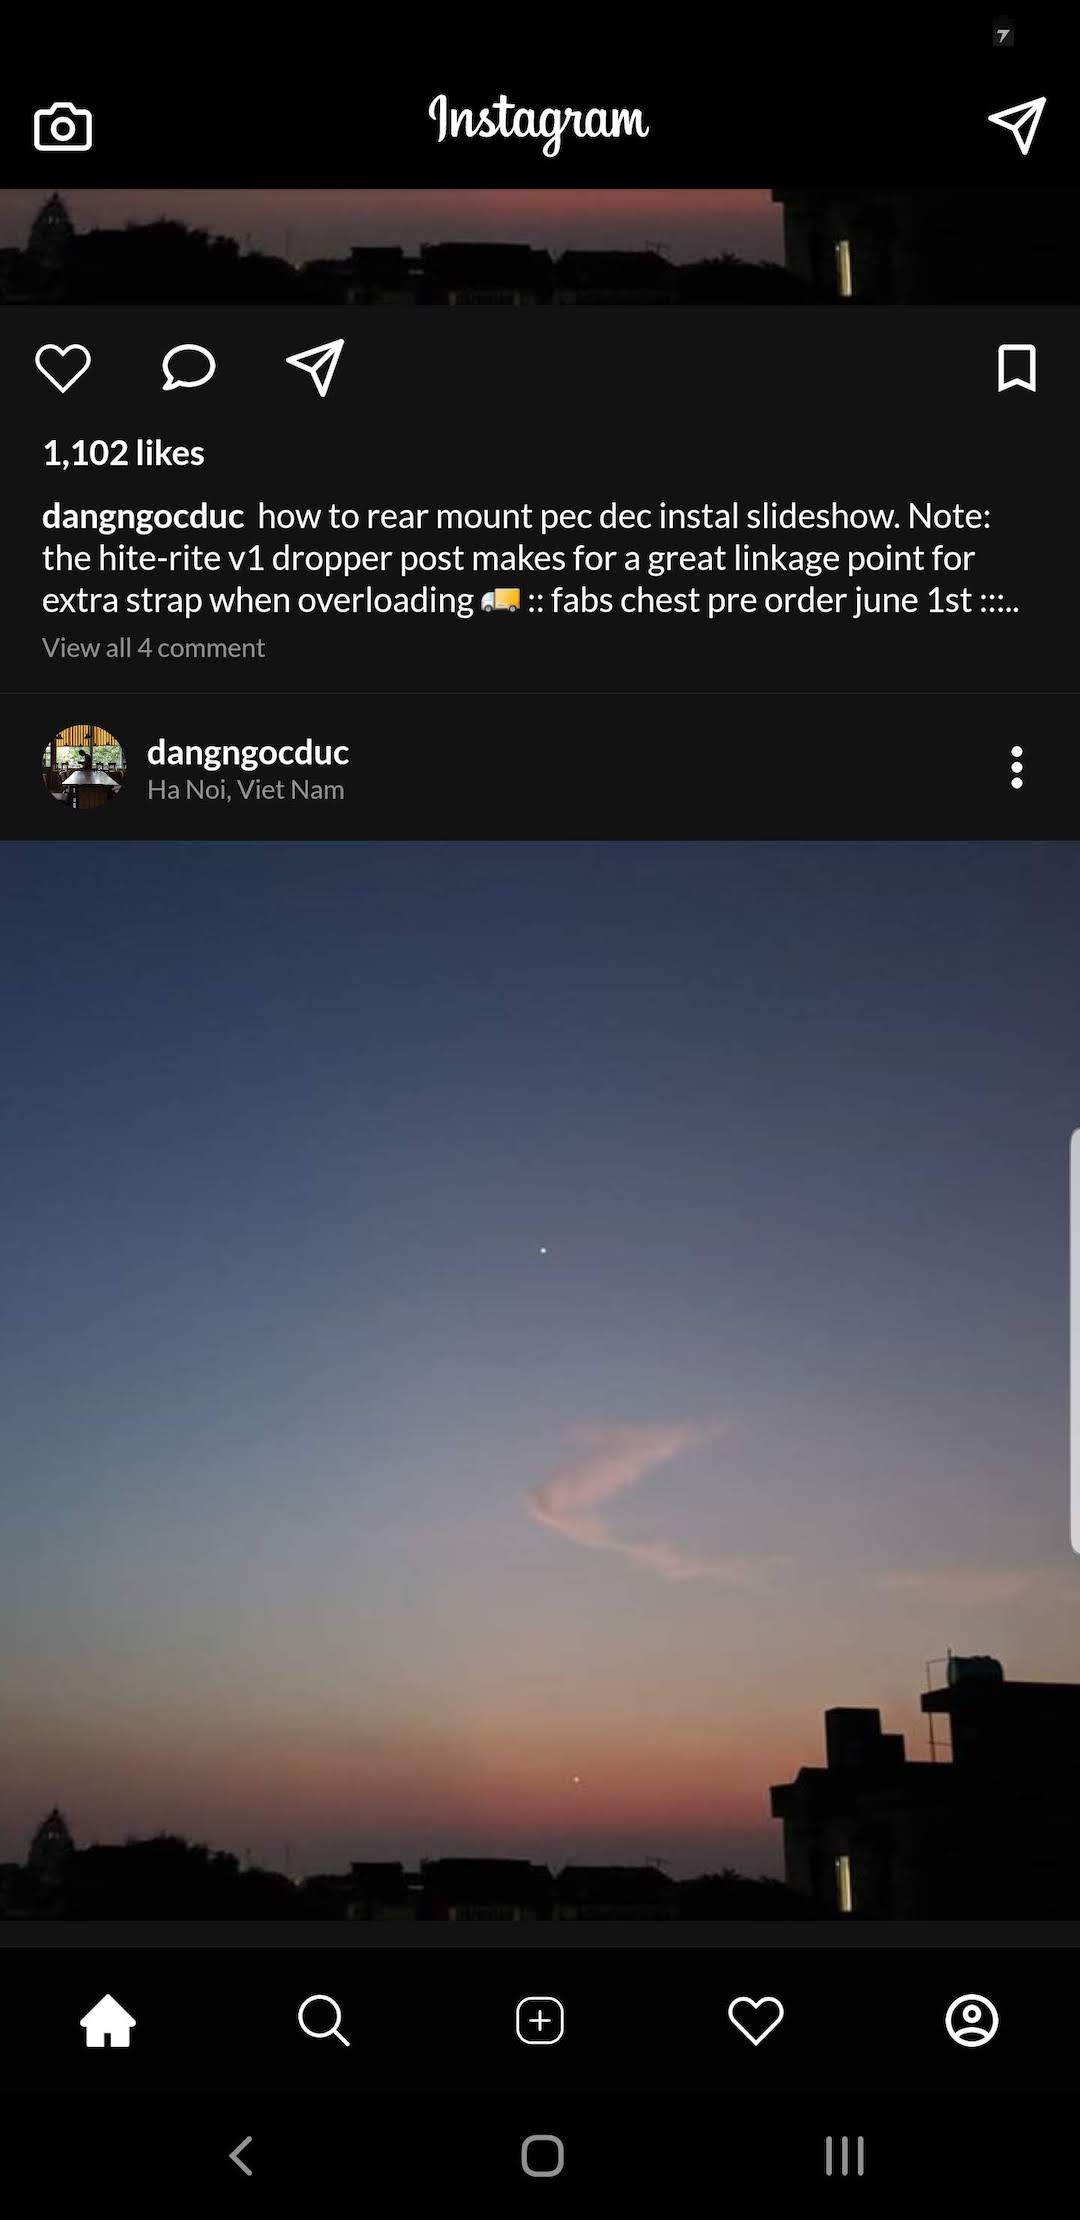 Instagram
1,102 likes
dangngocduc how to rear mount pec dec instal slideshow. Note:
the hite-rite v1 dropper post makes for a great linkage point for
extra strap when overloading 🚚 :: fabs chest pre order june 1st :::..
View all 4 comment
dangngocduc
Ha Noi, Viet Nam